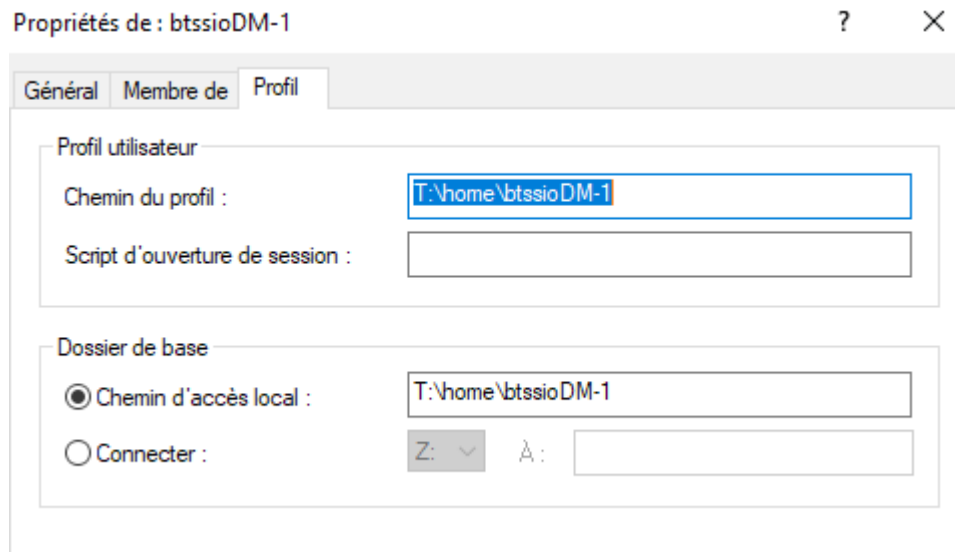 Propriétés de : btssioDM-1 ? ×
Général Membre de Profil
Profil utilisateur
Chemin du profil : T:\home\btssioDM-1
Script d'ouverture de session :
Dossier de base
Chemin d'accès local : T:\home\btssioDM-1
Connecter : Z: À :